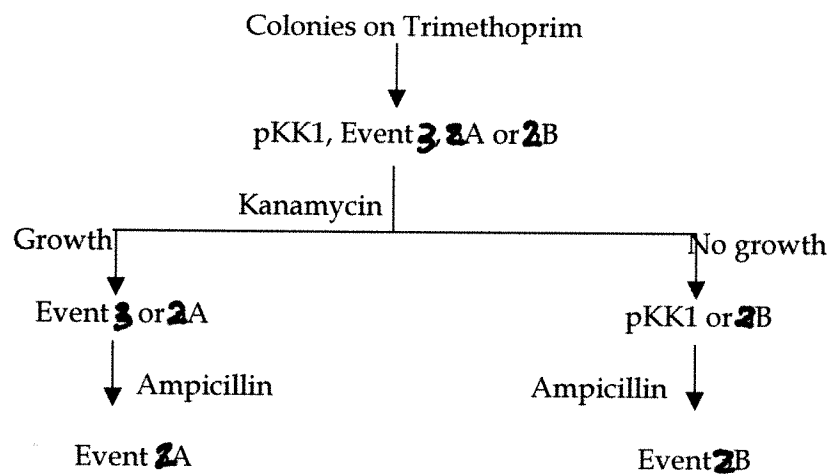 Colonies on Trimethoprim
pKK1, Event 3, 2A or 2B
Kanamycin
Growth
No growth
Event 3 or 2A
pKK1 or 2B
Ampicillin
Ampicillin
Event 2A
Event 2B